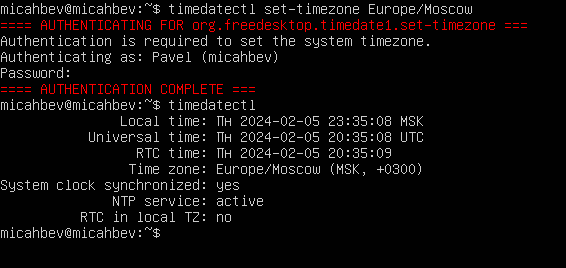 micahbev@micahbev:~$ timedatectl set-timezone Europe/Moscow
==== AUTHENTICATING FOR org.freedesktop.timedate1.set-timezone ===
Authentication is required to set the system timezone.
Authenticating as: Pavel (micahbev)
Password:
==== AUTHENTICATION COMPLETE ===
micahbev@micahbev:~$ timedatectl
Local time: Пн 2024-02-05 23:35:08 MSK
Universal time: Пн 2024-02-05 20:35:08 UTC
RTC time: Пн 2024-02-05 20:35:09
Time zone: Europe/Moscow (MSK, +0300)
System clock synchronized: yes
NTP service: active
RTC in local TZ: no
micahbev@micahbev:~$